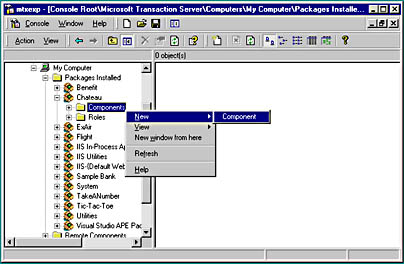 mtxexp - [Console Root\Microsoft Transaction Server\Computers\My Computer\Packages Installed...
Console Window Help
Action View
0 object(s)
My Computer
Packages Installed
Benefit
Chateau
Components
Roles
New
Component
View
New window from here
Refresh
Help
ExAir
Flight
IIS In-Process Ap
IIS Utilities
IIS-{Default Web
Sample Bank
System
TakeANumber
Tic-Tac-Toe
Utilities
Visual Studio APE Pac
Remote Components